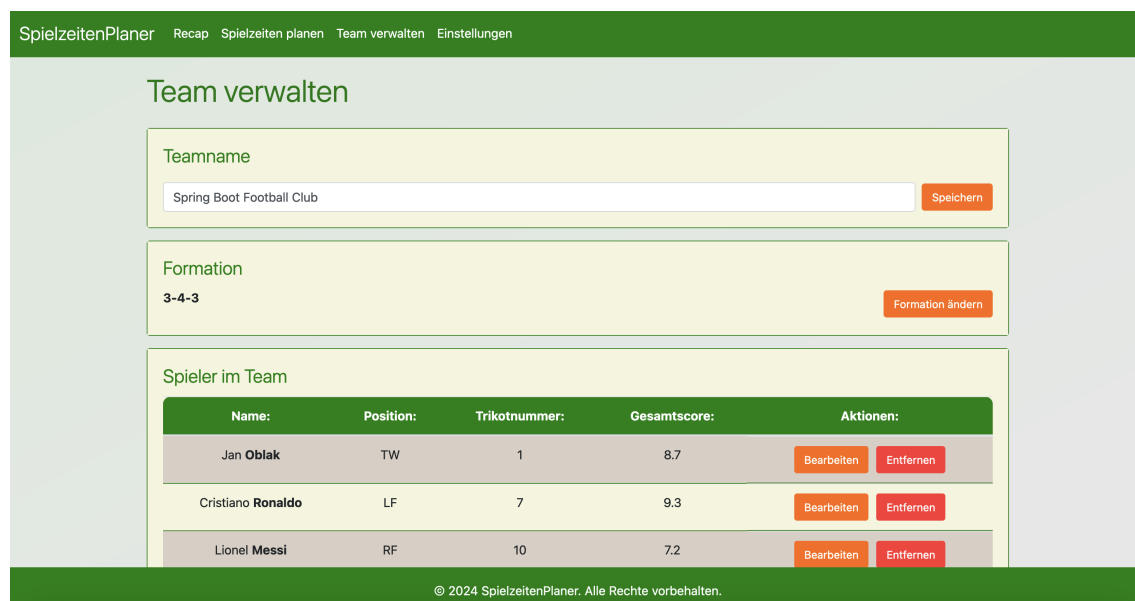 SpielzeitenPlaner Recap Spielzeiten planen Team verwalten Einstellungen
Team verwalten
Teamname
Spring Boot Football Club Speichern
Formation
3-4-3 Formation ändern
Spieler im Team
Name: Position: Trikotnummer: Gesamtscore: Aktionen:
Jan Oblak TW 1 8.7 Bearbeiten Entfernen
Cristiano Ronaldo LF 7 9.3 Bearbeiten Entfernen
Lionel Messi RF 10 7.2 Bearbeiten Entfernen
© 2024 SpielzeitenPlaner. Alle Rechte vorbehalten.